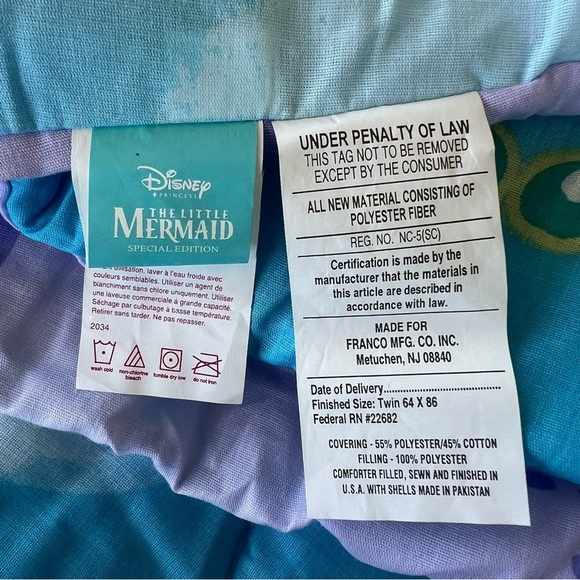 Disney
PRINCESS
THE LITTLE
MERMAID
SPECIAL EDITION
utilisation, laver à l'eau froide avec
couleurs semblables. Utiliser un agent de
blanchiment sans chlore uniquement. Utiliser
une laveuse commerciale à grande capacité.
Séchage par culbutage à basse température.
Retirer sans tarder. Ne pas repasser.
2034
wash cold
non-chlorine
bleach
tumble dry low
do not iron
UNDER PENALTY OF LAW
THIS TAG NOT TO BE REMOVED
EXCEPT BY THE CONSUMER
ALL NEW MATERIAL CONSISTING OF
POLYESTER FIBER
REG. NO. NC-5(SC)
Certification is made by the
manufacturer that the materials in
this article are described in
accordance with law.
MADE FOR
FRANCO MFG. CO. INC.
Metuchen, NJ 08840
Date of Delivery..............................
Finished Size: Twin 64 X 86
Federal RN #22682
COVERING - 55% POLYESTER/45% COTTON
FILLING - 100% POLYESTER
COMFORTER FILLED, SEWN AND FINISHED IN
U.S.A. WITH SHELLS MADE IN PAKISTAN